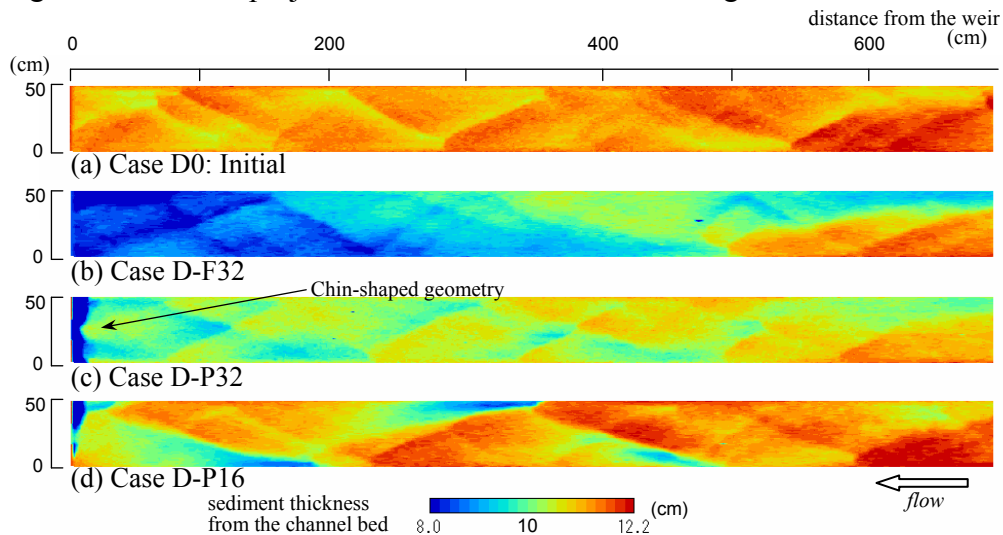 distance from the weir
0 200 400 600 (cm)
(cm)
50
0
(a) Case D0: Initial
50
0
(b) Case D-F32
Chin-shaped geometry
50
0
(c) Case D-P32
50
0
(d) Case D-P16
flow
sediment thickness
from the channel bed
8.0 10 12.2 (cm)